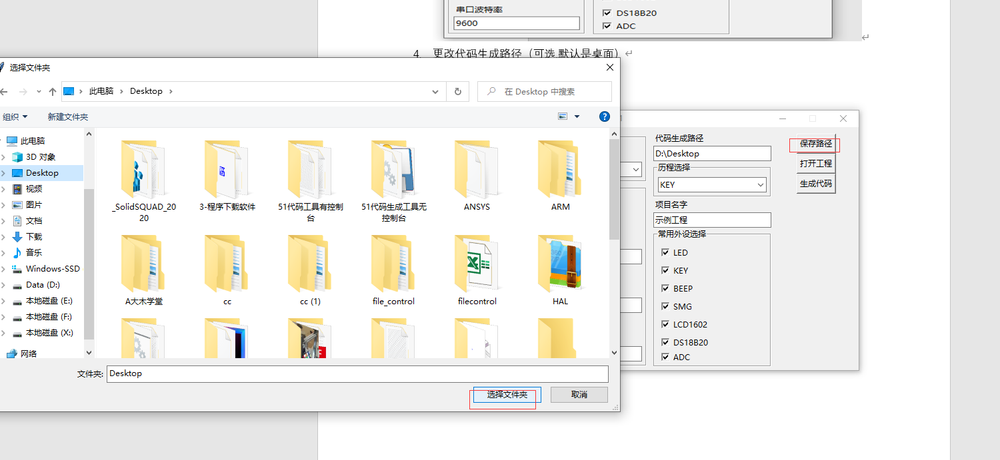 串口波特率
9600
DS18B20
ADC
4. 更改代码生成路径（可选 默认是桌面）
选择文件夹
此电脑
Desktop
在 Desktop 中搜索
组织
新建文件夹
此电脑
3D 对象
Desktop
视频
图片
文档
下载
音乐
Windows-SSD
Data (D:)
本地磁盘 (E:)
本地磁盘 (F:)
本地磁盘 (X:)
网络
_SolidSQUAD_20
20
3-程序下载软件
51代码工具有控制
台
51代码生成工具无
控制台
ANSYS
ARM
A大木学堂
cc
cc (1)
file_control
filecontrol
HAL
文件夹:
Desktop
选择文件夹
取消
代码生成路径
D:\Desktop
历程选择
KEY
项目名字
示例工程
常用外设选择
LED
KEY
BEEP
SMG
LCD1602
DS18B20
ADC
保存路径
打开工程
生成代码